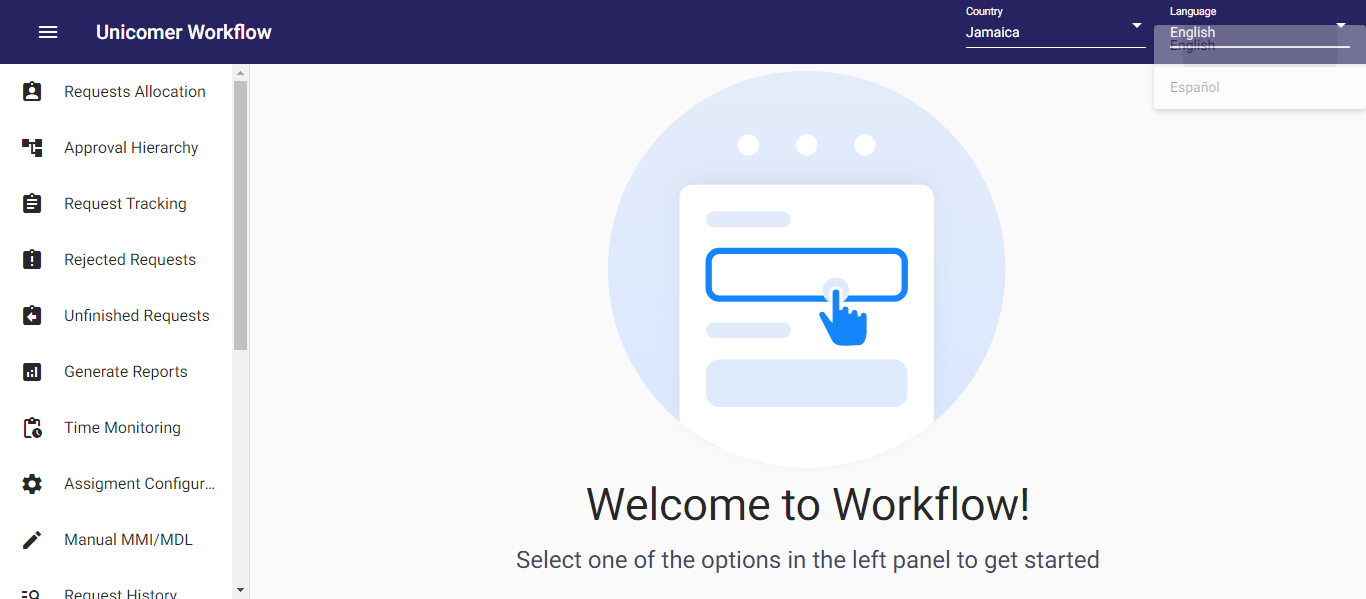 Unicomer Workflow
Country
Jamaica
Language
English
English
Español
Requests Allocation
Approval Hierarchy
Request Tracking
Rejected Requests
Unfinished Requests
Generate Reports
Time Monitoring
Assigment Configur...
Manual MMI/MDL
Request History
Welcome to Workflow!
Select one of the options in the left panel to get started